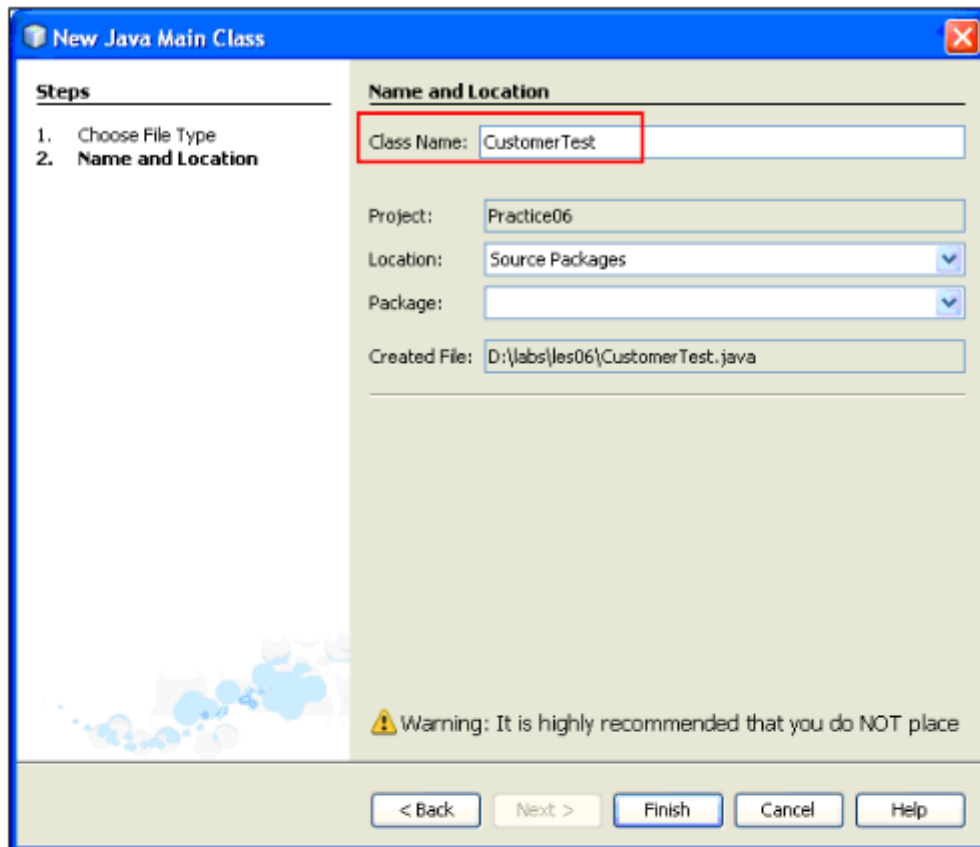 New Java Main Class
Steps
1. Choose File Type
2. Name and Location
Name and Location
Class Name: CustomerTest
Project: Practice06
Location: Source Packages
Package:
Created File: D:\labs\les06\CustomerTest.java
Warning: It is highly recommended that you do NOT place
< Back Next > Finish Cancel Help